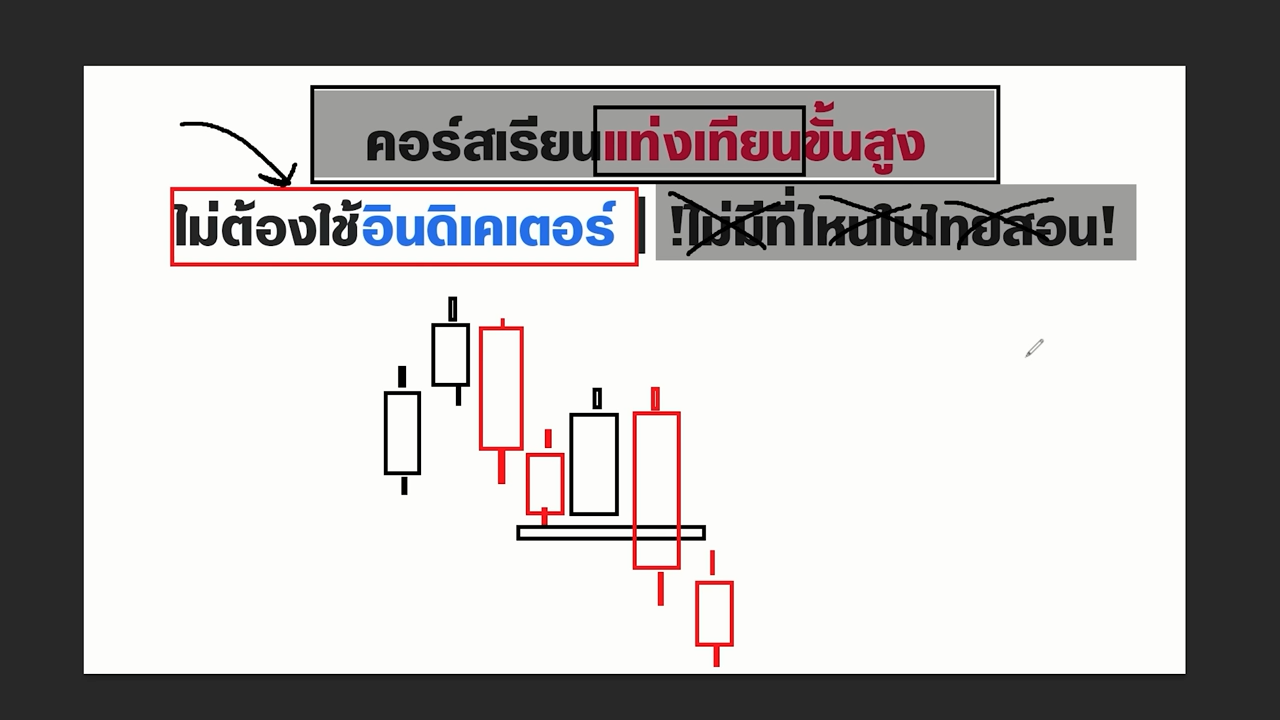 คอร์สเรียนแท่งเทียนขั้นสูง
ไม่ต้องใช้อินดิเคเตอร์ | !ไม่มีที่ไหนในไทยสอน!